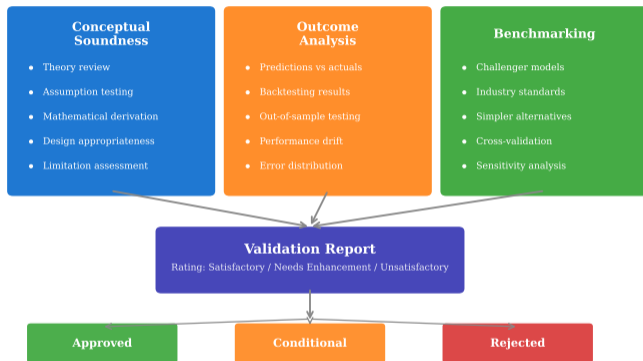 Conceptual
Soundness
• Theory review
• Assumption testing
• Mathematical derivation
• Design appropriateness
• Limitation assessment
Outcome
Analysis
• Predictions vs actuals
• Backtesting results
• Out-of-sample testing
• Performance drift
• Error distribution
Benchmarking
• Challenger models
• Industry standards
• Simpler alternatives
• Cross-validation
• Sensitivity analysis
Validation Report
Rating: Satisfactory / Needs Enhancement / Unsatisfactory
Approved
Conditional
Rejected